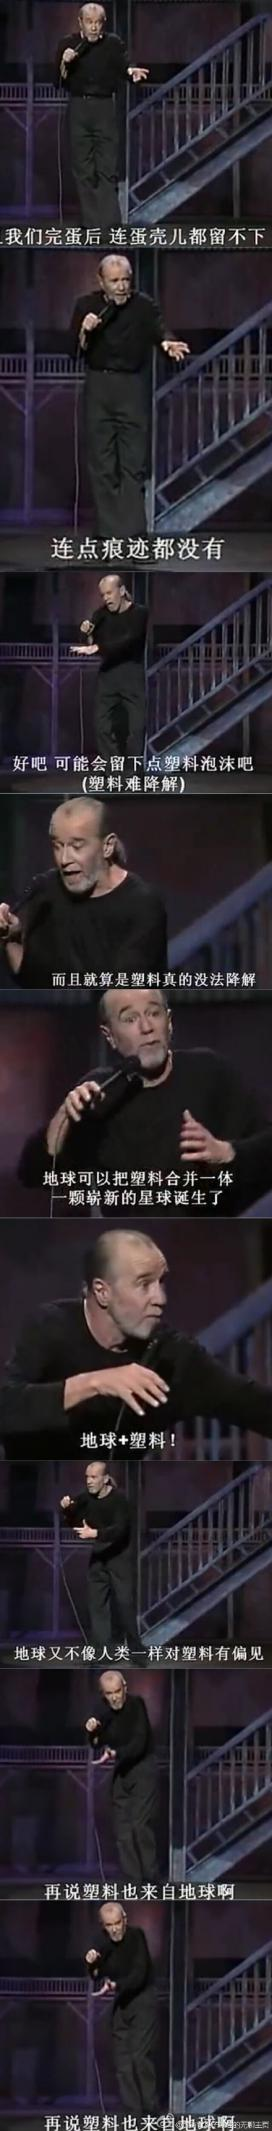 我们完蛋后 连蛋壳儿都留不下
连点痕迹都没有
好吧 可能会留下点塑料泡沫吧
(塑料难降解)
而且就算是塑料真的没法降解
地球可以把塑料合并一体
一颗崭新的星球诞生了
地球+塑料！
地球又不像人类一样对塑料有偏见
再说塑料也来自地球啊
再说塑料也来自地球啊